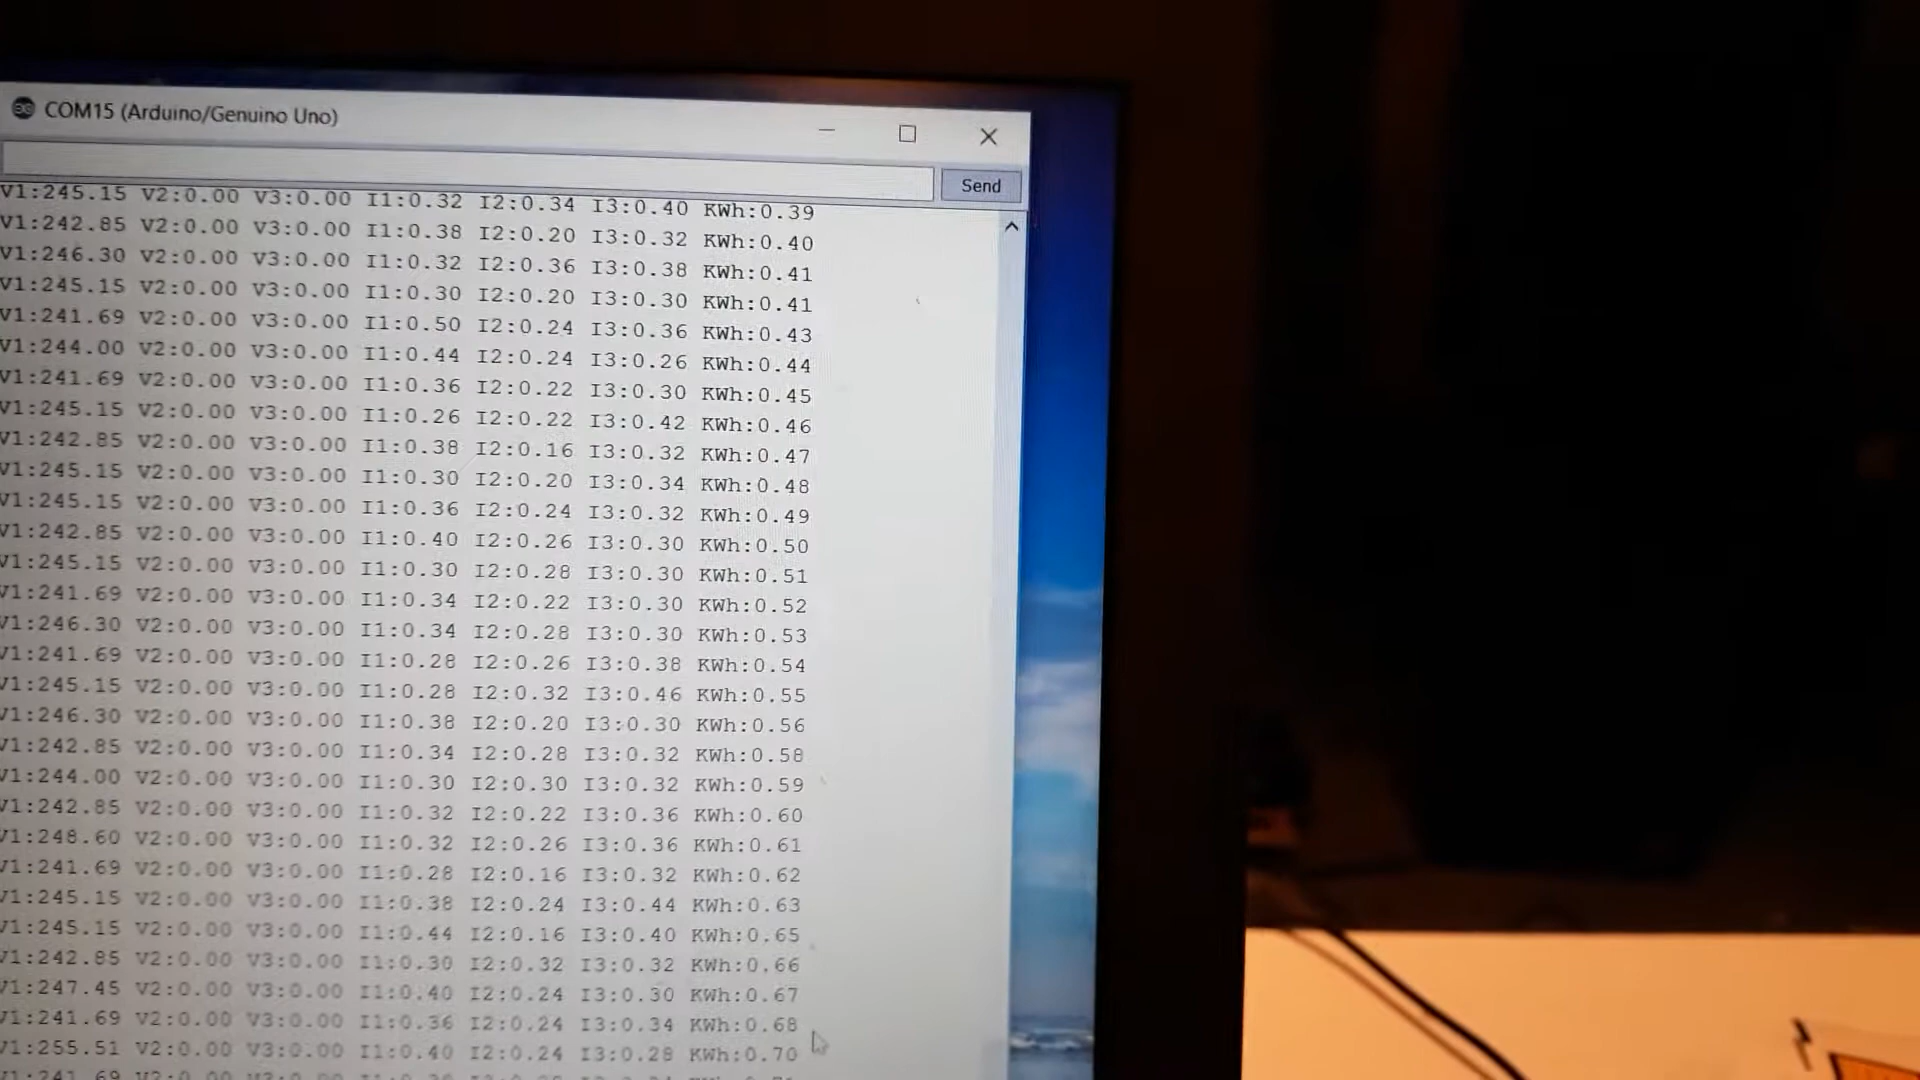 COM15 (Arduino/Genuino Uno)
Send
V1:245.15 V2:0.00 V3:0.00 I1:0.32 I2:0.34 I3:0.40 KWh:0.39
V1:242.85 V2:0.00 V3:0.00 I1:0.38 I2:0.20 I3:0.32 KWh:0.40
V1:246.30 V2:0.00 V3:0.00 I1:0.32 I2:0.36 I3:0.38 KWh:0.41
V1:245.15 V2:0.00 V3:0.00 I1:0.30 I2:0.20 I3:0.30 KWh:0.41
V1:241.69 V2:0.00 V3:0.00 I1:0.50 I2:0.24 I3:0.36 KWh:0.43
V1:244.00 V2:0.00 V3:0.00 I1:0.44 I2:0.24 I3:0.26 KWh:0.44
V1:241.69 V2:0.00 V3:0.00 I1:0.36 I2:0.22 I3:0.30 KWh:0.45
V1:245.15 V2:0.00 V3:0.00 I1:0.26 I2:0.22 I3:0.42 KWh:0.46
V1:242.85 V2:0.00 V3:0.00 I1:0.38 I2:0.16 I3:0.32 KWh:0.47
V1:245.15 V2:0.00 V3:0.00 I1:0.30 I2:0.20 I3:0.34 KWh:0.48
V1:245.15 V2:0.00 V3:0.00 I1:0.36 I2:0.24 I3:0.32 KWh:0.49
V1:242.85 V2:0.00 V3:0.00 I1:0.40 I2:0.26 I3:0.30 KWh:0.50
V1:245.15 V2:0.00 V3:0.00 I1:0.30 I2:0.28 I3:0.30 KWh:0.51
V1:241.69 V2:0.00 V3:0.00 I1:0.34 I2:0.22 I3:0.30 KWh:0.52
V1:246.30 V2:0.00 V3:0.00 I1:0.34 I2:0.28 I3:0.30 KWh:0.53
V1:241.69 V2:0.00 V3:0.00 I1:0.28 I2:0.26 I3:0.38 KWh:0.54
V1:245.15 V2:0.00 V3:0.00 I1:0.28 I2:0.32 I3:0.46 KWh:0.55
V1:246.30 V2:0.00 V3:0.00 I1:0.38 I2:0.20 I3:0.30 KWh:0.56
V1:242.85 V2:0.00 V3:0.00 I1:0.34 I2:0.28 I3:0.32 KWh:0.58
V1:244.00 V2:0.00 V3:0.00 I1:0.30 I2:0.30 I3:0.32 KWh:0.59
V1:242.85 V2:0.00 V3:0.00 I1:0.32 I2:0.22 I3:0.36 KWh:0.60
V1:248.60 V2:0.00 V3:0.00 I1:0.32 I2:0.26 I3:0.36 KWh:0.61
V1:241.69 V2:0.00 V3:0.00 I1:0.28 I2:0.16 I3:0.32 KWh:0.62
V1:245.15 V2:0.00 V3:0.00 I1:0.38 I2:0.24 I3:0.44 KWh:0.63
V1:245.15 V2:0.00 V3:0.00 I1:0.44 I2:0.16 I3:0.40 KWh:0.65
V1:242.85 V2:0.00 V3:0.00 I1:0.30 I2:0.32 I3:0.32 KWh:0.66
V1:247.45 V2:0.00 V3:0.00 I1:0.40 I2:0.24 I3:0.30 KWh:0.67
V1:241.69 V2:0.00 V3:0.00 I1:0.36 I2:0.24 I3:0.34 KWh:0.68
V1:255.51 V2:0.00 V3:0.00 I1:0.40 I2:0.24 I3:0.28 KWh:0.70
V1:241.69 V2:0.00 V3:0.00